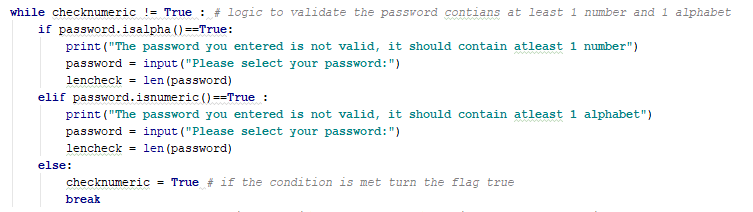 while checknumeric != True : # logic to validate the password contians at least 1 number and 1 alphabet
    if password.isalpha()==True:
        print("The password you entered is not valid, it should contain atleast 1 number")
        password = input("Please select your password:")
        lencheck = len(password)
    elif password.isnumeric()==True :
        print("The password you entered is not valid, it should contain atleast 1 alphabet")
        password = input("Please select your password:")
        lencheck = len(password)
    else:
        checknumeric = True # if the condition is met turn the flag true
        break